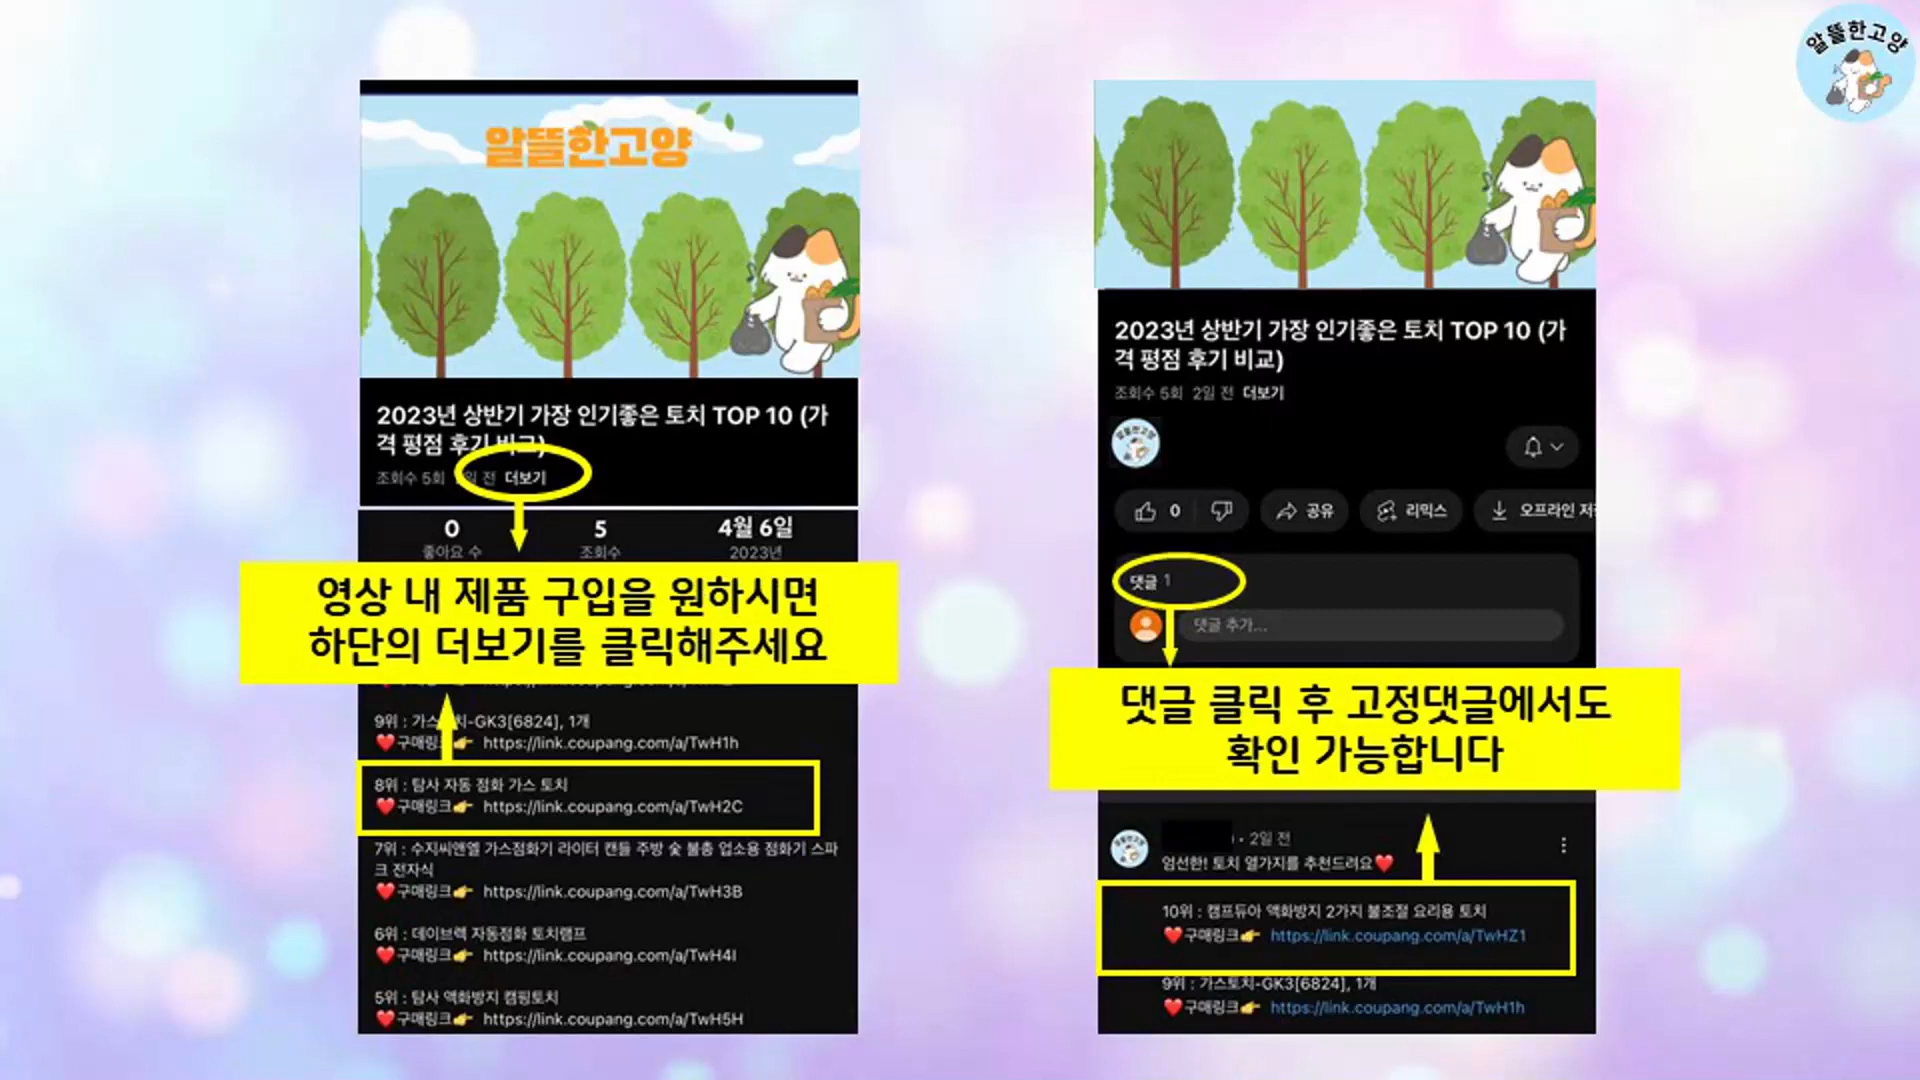 알뜰한고양
알뜰한고양
2023년 상반기 가장 인기좋은 토치 TOP 10 (가
격 평점 후기 비교)
조회수 5회
일 전 더보기
0
5
4월 6일
좋아요 수
조회수
2023년
영상 내 제품 구입을 원하시면
하단의 더보기를 클릭해주세요
9위 : 가스토치-GK3[6824], 1개
❤️구매링크👉 https://link.coupang.com/a/TwH1h
8위 : 탐사 자동 점화 가스 토치
❤️구매링크👉 https://link.coupang.com/a/TwH2C
7위 : 수지씨앤엘 가스점화기 라이터 캔들 주방 숯 불총 업소용 점화기 스파
크 전자식
❤️구매링크👉 https://link.coupang.com/a/TwH3B
6위 : 데이브렉 자동점화 토치램프
❤️구매링크👉 https://link.coupang.com/a/TwH4I
5위 : 탐사 액화방지 캠핑토치
❤️구매링크👉 https://link.coupang.com/a/TwH5H
2023년 상반기 가장 인기좋은 토치 TOP 10 (가
격 평점 후기 비교)
조회수 5회 2일 전 더보기
알뜰한고양
0
공유
리믹스
오프라인 저
댓글 1
댓글 추가...
댓글 클릭 후 고정댓글에서도
확인 가능합니다
알뜰한고양
• 2일 전
엄선한! 토치 열가지를 추천드려요❤️
10위 : 캠프듀아 액화방지 2가지 불조절 요리용 토치
❤️구매링크👉 https://link.coupang.com/a/TwHZ1
9위 : 가스토치-GK3[6824], 1개
❤️구매링크👉 https://link.coupang.com/a/TwH1h